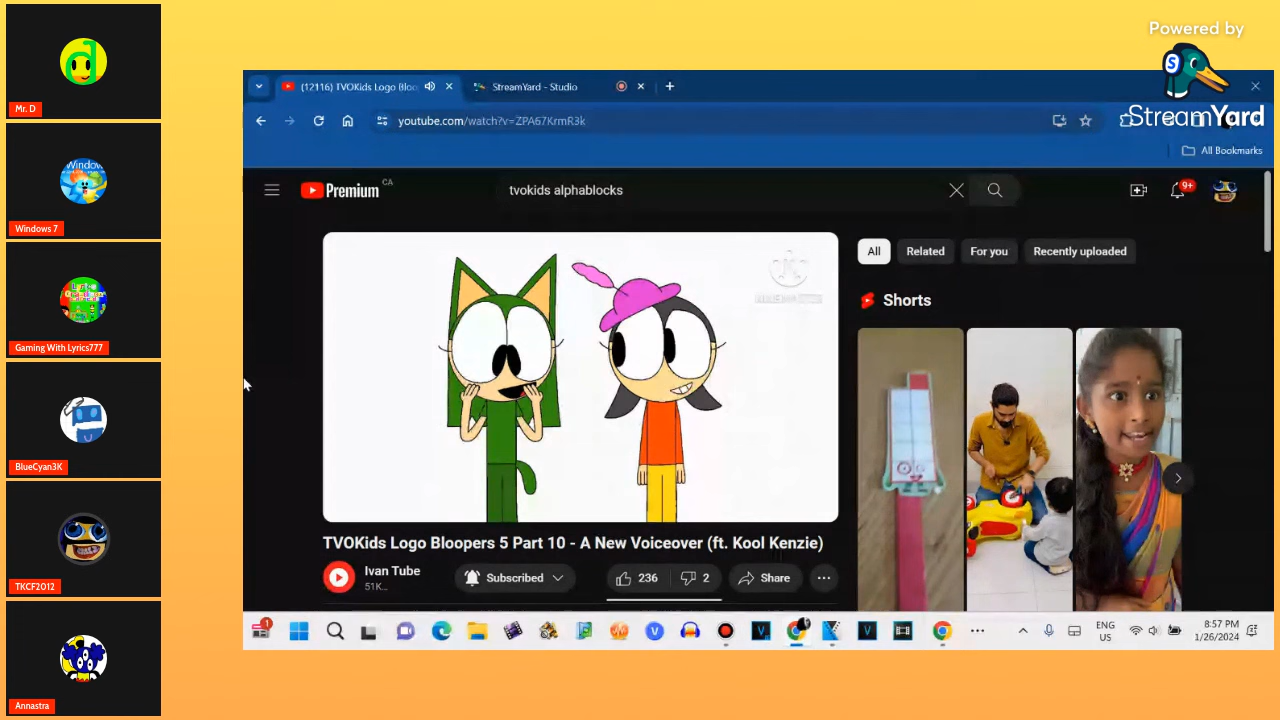 Mr. D
Windows 7
Gaming With Lyrics777
BlueCyan3K
TKCF2012
Annastra
Powered by
StreamYard
(12116) TVOKids Logo Bloo
StreamYard - Studio
youtube.com/watch?v=ZPA67KrmR3k
All Bookmarks
Premium CA
tvokids alphablocks
9+
All
Related
For you
Recently uploaded
Shorts
TVOKids Logo Bloopers 5 Part 10 - A New Voiceover (ft. Kool Kenzie)
Ivan Tube
51K...
Subscribed
236
2
Share
ENG
US
8:57 PM
1/26/2024